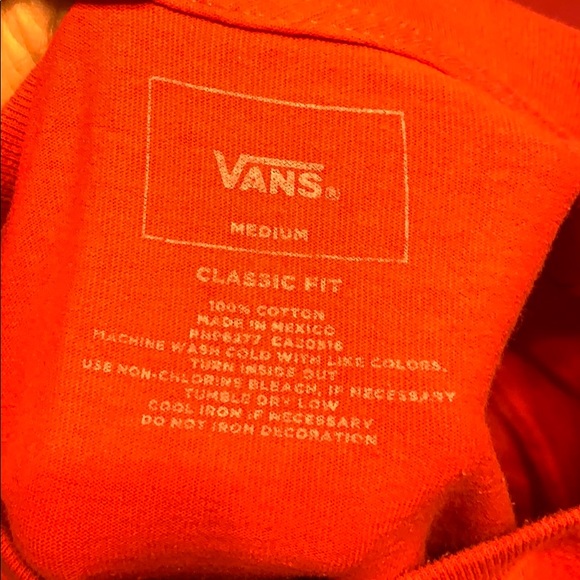 VANS®
MEDIUM
CLASSIC FIT
100% COTTON
MADE IN MEXICO
MACHINE WASH COLD WITH LIKE COLORS.
TURN INSIDE OUT
USE NON-CHLORINE BLEACH, IF NECESSARY
TUMBLE DRY LOW
COOL IRON IF NECESSARY
DO NOT IRON DECORATION